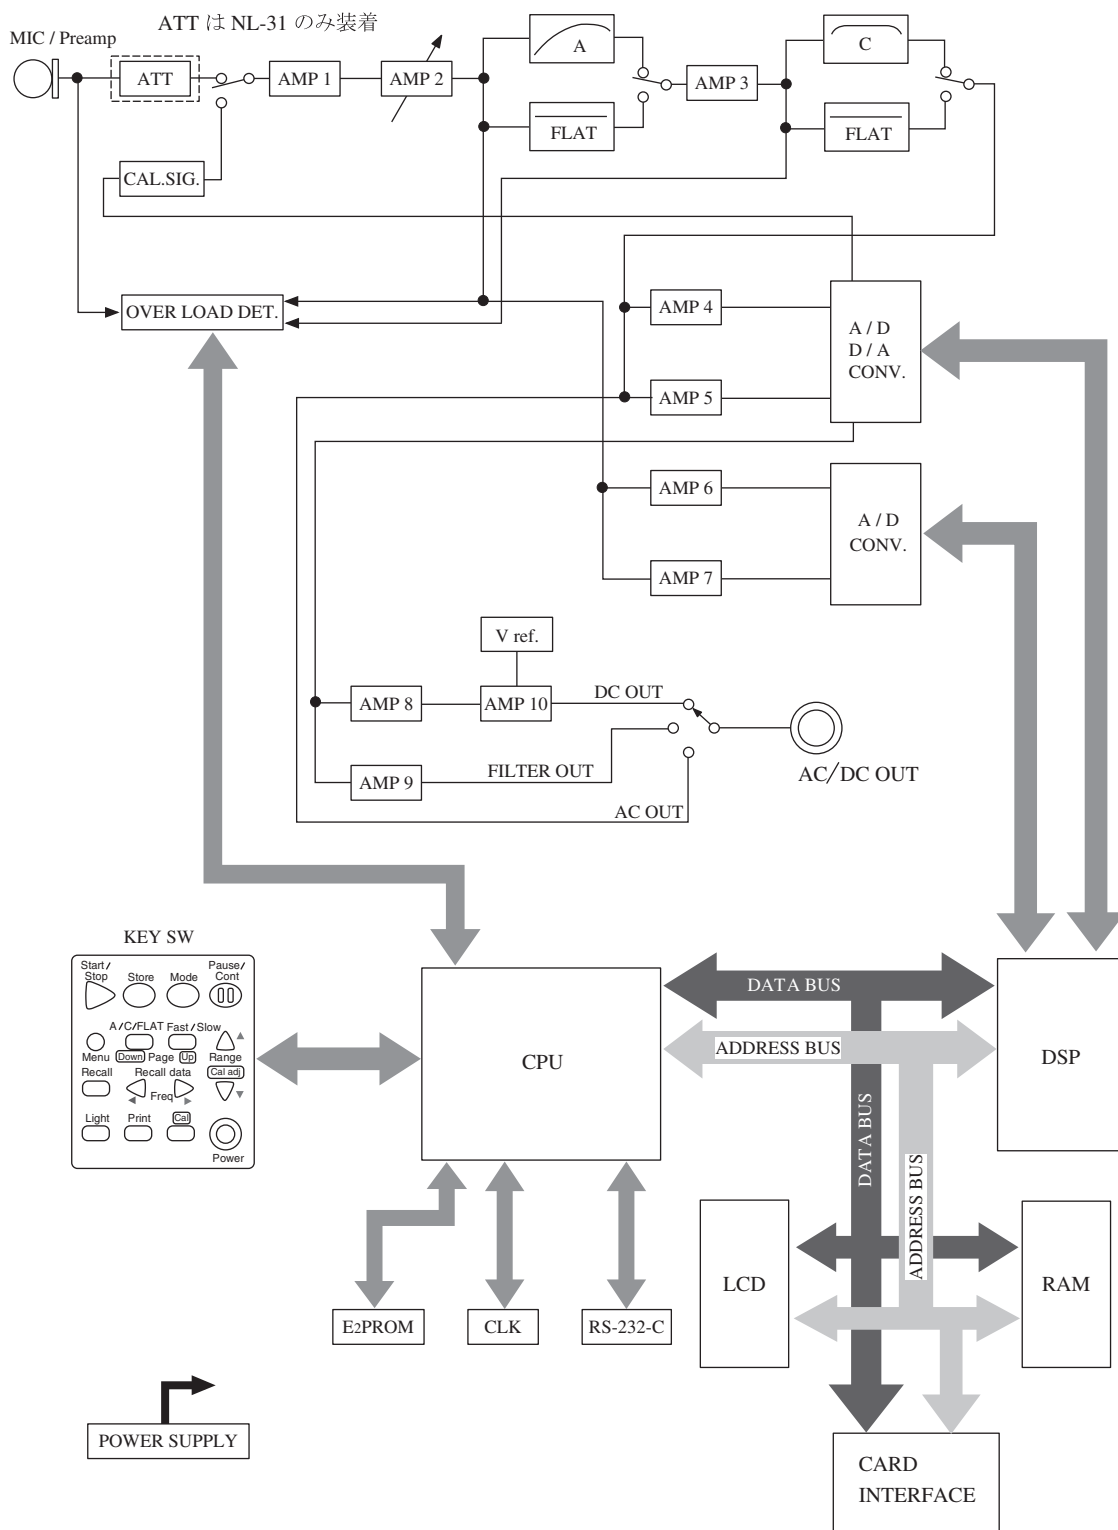 ATT は NL-31 のみ装着
MIC / Preamp
ATT
AMP 1
AMP 2
A
FLAT
AMP 3
C
FLAT
CAL.SIG.
OVER LOAD DET.
AMP 4
AMP 5
A / D
D / A
CONV.
AMP 6
AMP 7
A / D
CONV.
V ref.
AMP 8
AMP 10
DC OUT
AMP 9
FILTER OUT
AC OUT
AC/DC OUT
KEY SW
Start/
Stop
Store
Mode
Pause/
Cont
A/C/FLAT
Fast/Slow
Menu
Down
Page
Up
Range
Recall
Recall data
Cal adj
Freq
Light
Print
Cal
Power
CPU
DATA BUS
ADDRESS BUS
DSP
DATA BUS
ADDRESS BUS
LCD
RAM
E2PROM
CLK
RS-232-C
POWER SUPPLY
CARD
INTERFACE